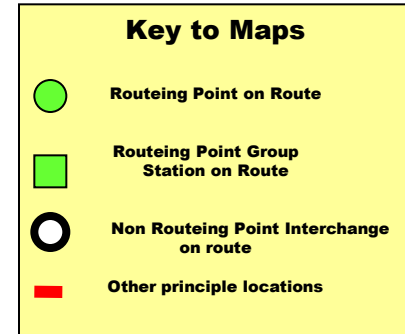 Key to Maps
Routeing Point on Route
Routeing Point Group
Station on Route
Non Routeing Point Interchange
on route
Other principle locations